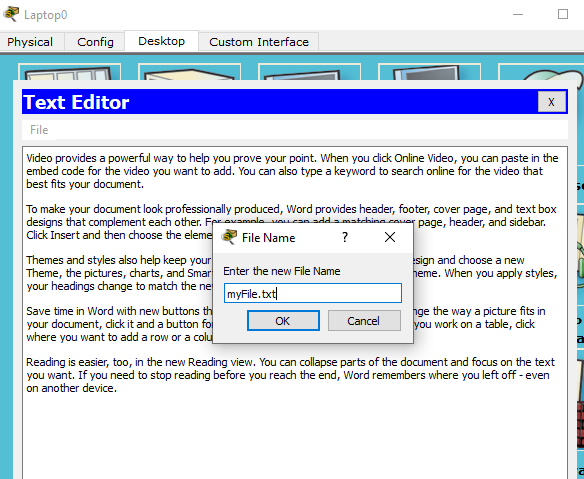 Laptop0
Physical Config Desktop Custom Interface
Text Editor X
File
Video provides a powerful way to help you prove your point. When you click Online Video, you can paste in the
embed code for the video you want to add. You can also type a keyword to search online for the video that
best fits your document.
To make your document look professionally produced, Word provides header, footer, cover page, and text box
designs that complement each other. For example, you can add a matching cover page, header, and sidebar.
Click Insert and then choose the eleme
Themes and styles also help keep your esign and choose a new
Theme, the pictures, charts, and Smar eme. When you apply styles,
your headings change to match the ne
Save time in Word with new buttons th ge the way a picture fits in
your document, click it and a button fo you work on a table, click
where you want to add a row or a colu
Reading is easier, too, in the new Reading view. You can collapse parts of the document and focus on the text
you want. If you need to stop reading before you reach the end, Word remembers where you left off - even
on another device.
File Name ?
Enter the new File Name
myFile.txt
OK Cancel